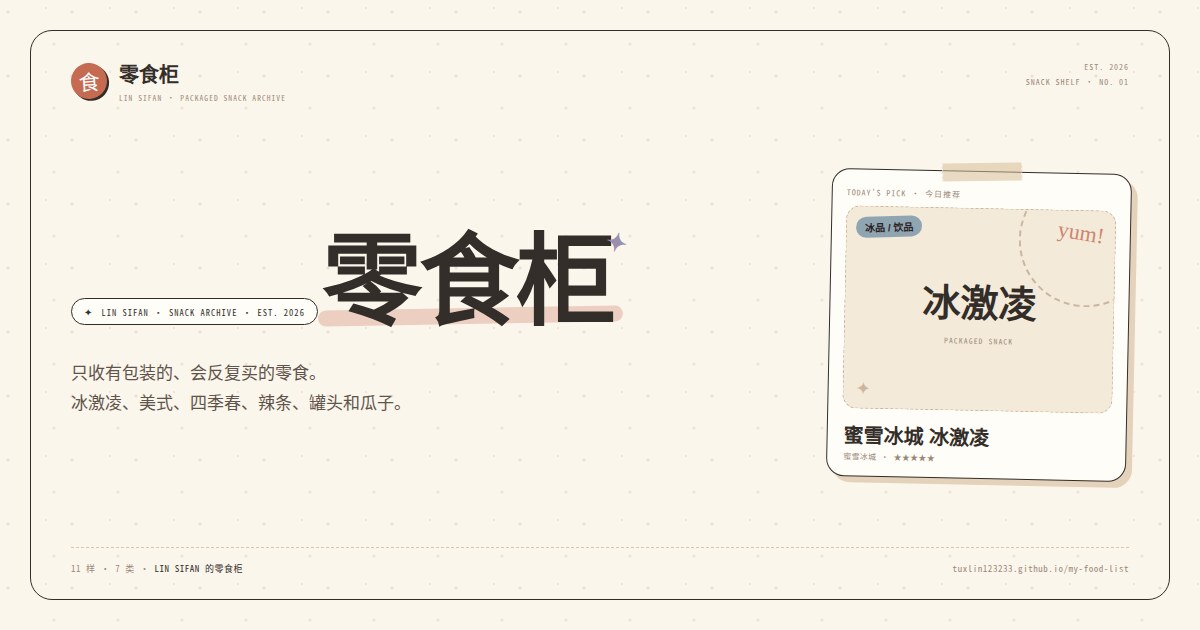 食
零食柜
LIN SIFAN · PACKAGED SNACK ARCHIVE
EST. 2026
SNACK SHELF · NO. 01
✦ LIN SIFAN · SNACK ARCHIVE · EST. 2026
零食柜
只收有包装的、会反复买的零食。
冰激凌、美式、四季春、辣条、罐头和瓜子。
TODAY'S PICK · 今日推荐
冰品 / 饮品
yum!
冰激凌
PACKAGED SNACK
蜜雪冰城 冰激凌
蜜雪冰城 · ★★★★★
11 样 · 7 类 · LIN SIFAN 的零食柜
tuxlin123233.github.io/my-food-list